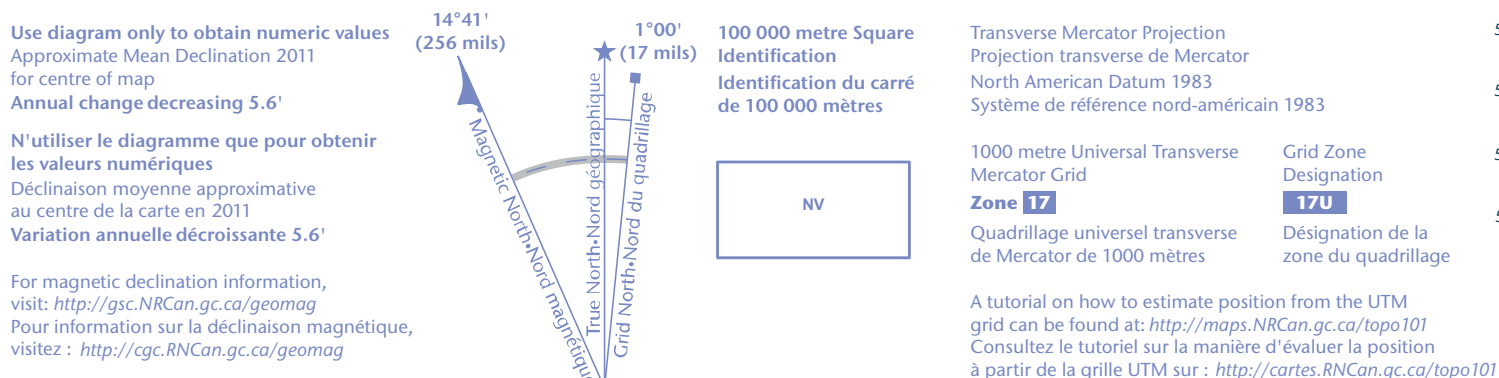 Use diagram only to obtain numeric values
Approximate Mean Declination 2011
for centre of map
Annual change decreasing 5.6'
N'utiliser le diagramme que pour obtenir
les valeurs numériques
Déclinaison moyenne approximative
au centre de la carte en 2011
Variation annuelle décroissante 5.6'
For magnetic declination information,
visit: http://gsc.NRCan.gc.ca/geomag
Pour information sur la déclinaison magnétique,
visitez : http://cgc.RNCan.gc.ca/geomag
14°41'
(256 mils)
1°00'
(17 mils)
Magnetic North•Nord magnétique
True North•Nord géographique
Grid North•Nord du quadrillage
100 000 metre Square
Identification
Identification du carré
de 100 000 mètres
NV
Transverse Mercator Projection
Projection transverse de Mercator
North American Datum 1983
Système de référence nord-américain 1983
1000 metre Universal Transverse
Mercator Grid
Zone 17
Quadrillage universel transverse
de Mercator de 1000 mètres
Grid Zone
Designation
17U
Désignation de la
zone du quadrillage
A tutorial on how to estimate position from the UTM
grid can be found at: http://maps.NRCan.gc.ca/topo101
Consultez le tutoriel sur la manière d'évaluer la position
à partir de la grille UTM sur : http://cartes.RNCan.gc.ca/topo101